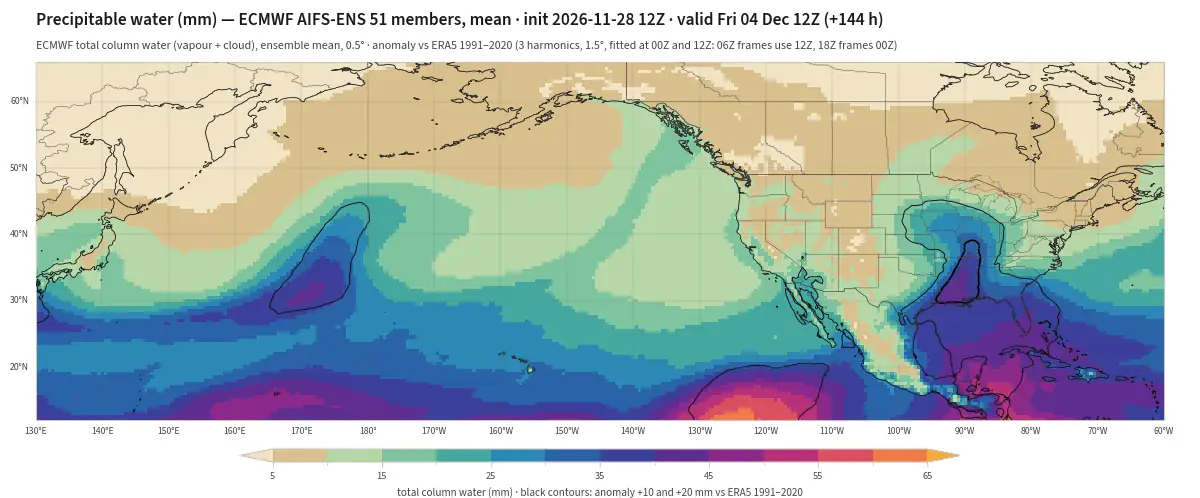 Precipitable water (mm) — ECMWF AIFS-ENS 51 members, mean · init 2026-11-28 12Z · valid Fri 04 Dec 12Z (+144 h)
ECMWF total column water (vapour + cloud), ensemble mean, 0.5° · anomaly vs ERA5 1991–2020 (3 harmonics, 1.5°, fitted at 00Z and 12Z: 06Z frames use 12Z, 18Z frames 00Z)
60°N
50°N
40°N
30°N
20°N
130°E 140°E 150°E 160°E 170°E 180° 170°W 160°W 150°W 140°W 130°W 120°W 110°W 100°W 90°W 80°W 70°W 60°W
5 15 25 35 45 55 65
total column water (mm) · black contours: anomaly +10 and +20 mm vs ERA5 1991–2020